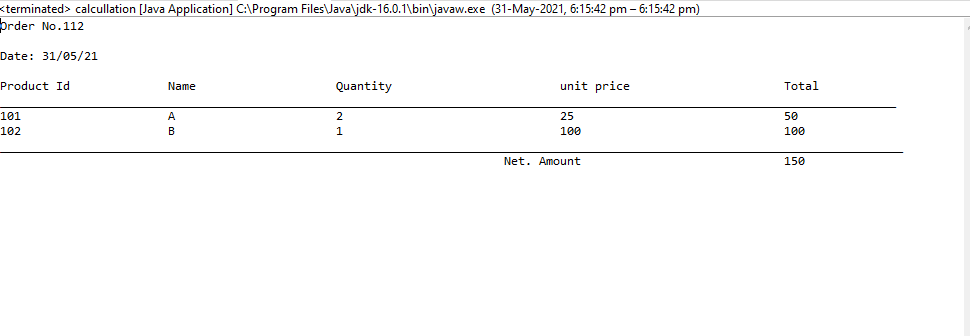 <terminated> calcullation [Java Application] C:\Program Files\Java\jdk-16.0.1\bin\javaw.exe (31-May-2021, 6:15:42 pm – 6:15:42 pm)
Order No.112
Date: 31/05/21
Product Id Name Quantity unit price Total
101 A 2 25 50
102 B 1 100 100
Net. Amount 150